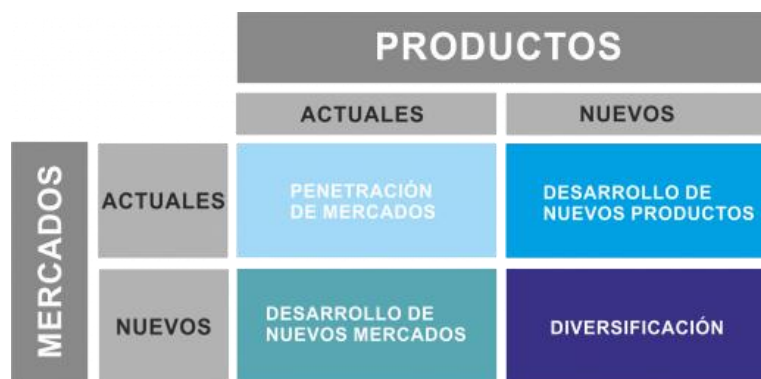 PRODUCTOS
ACTUALES
NUEVOS
MERCADOS
ACTUALES
PENETRACIÓN
DE MERCADOS
DESARROLLO DE
NUEVOS PRODUCTOS
NUEVOS
DESARROLLO DE
NUEVOS MERCADOS
DIVERSIFICACIÓN